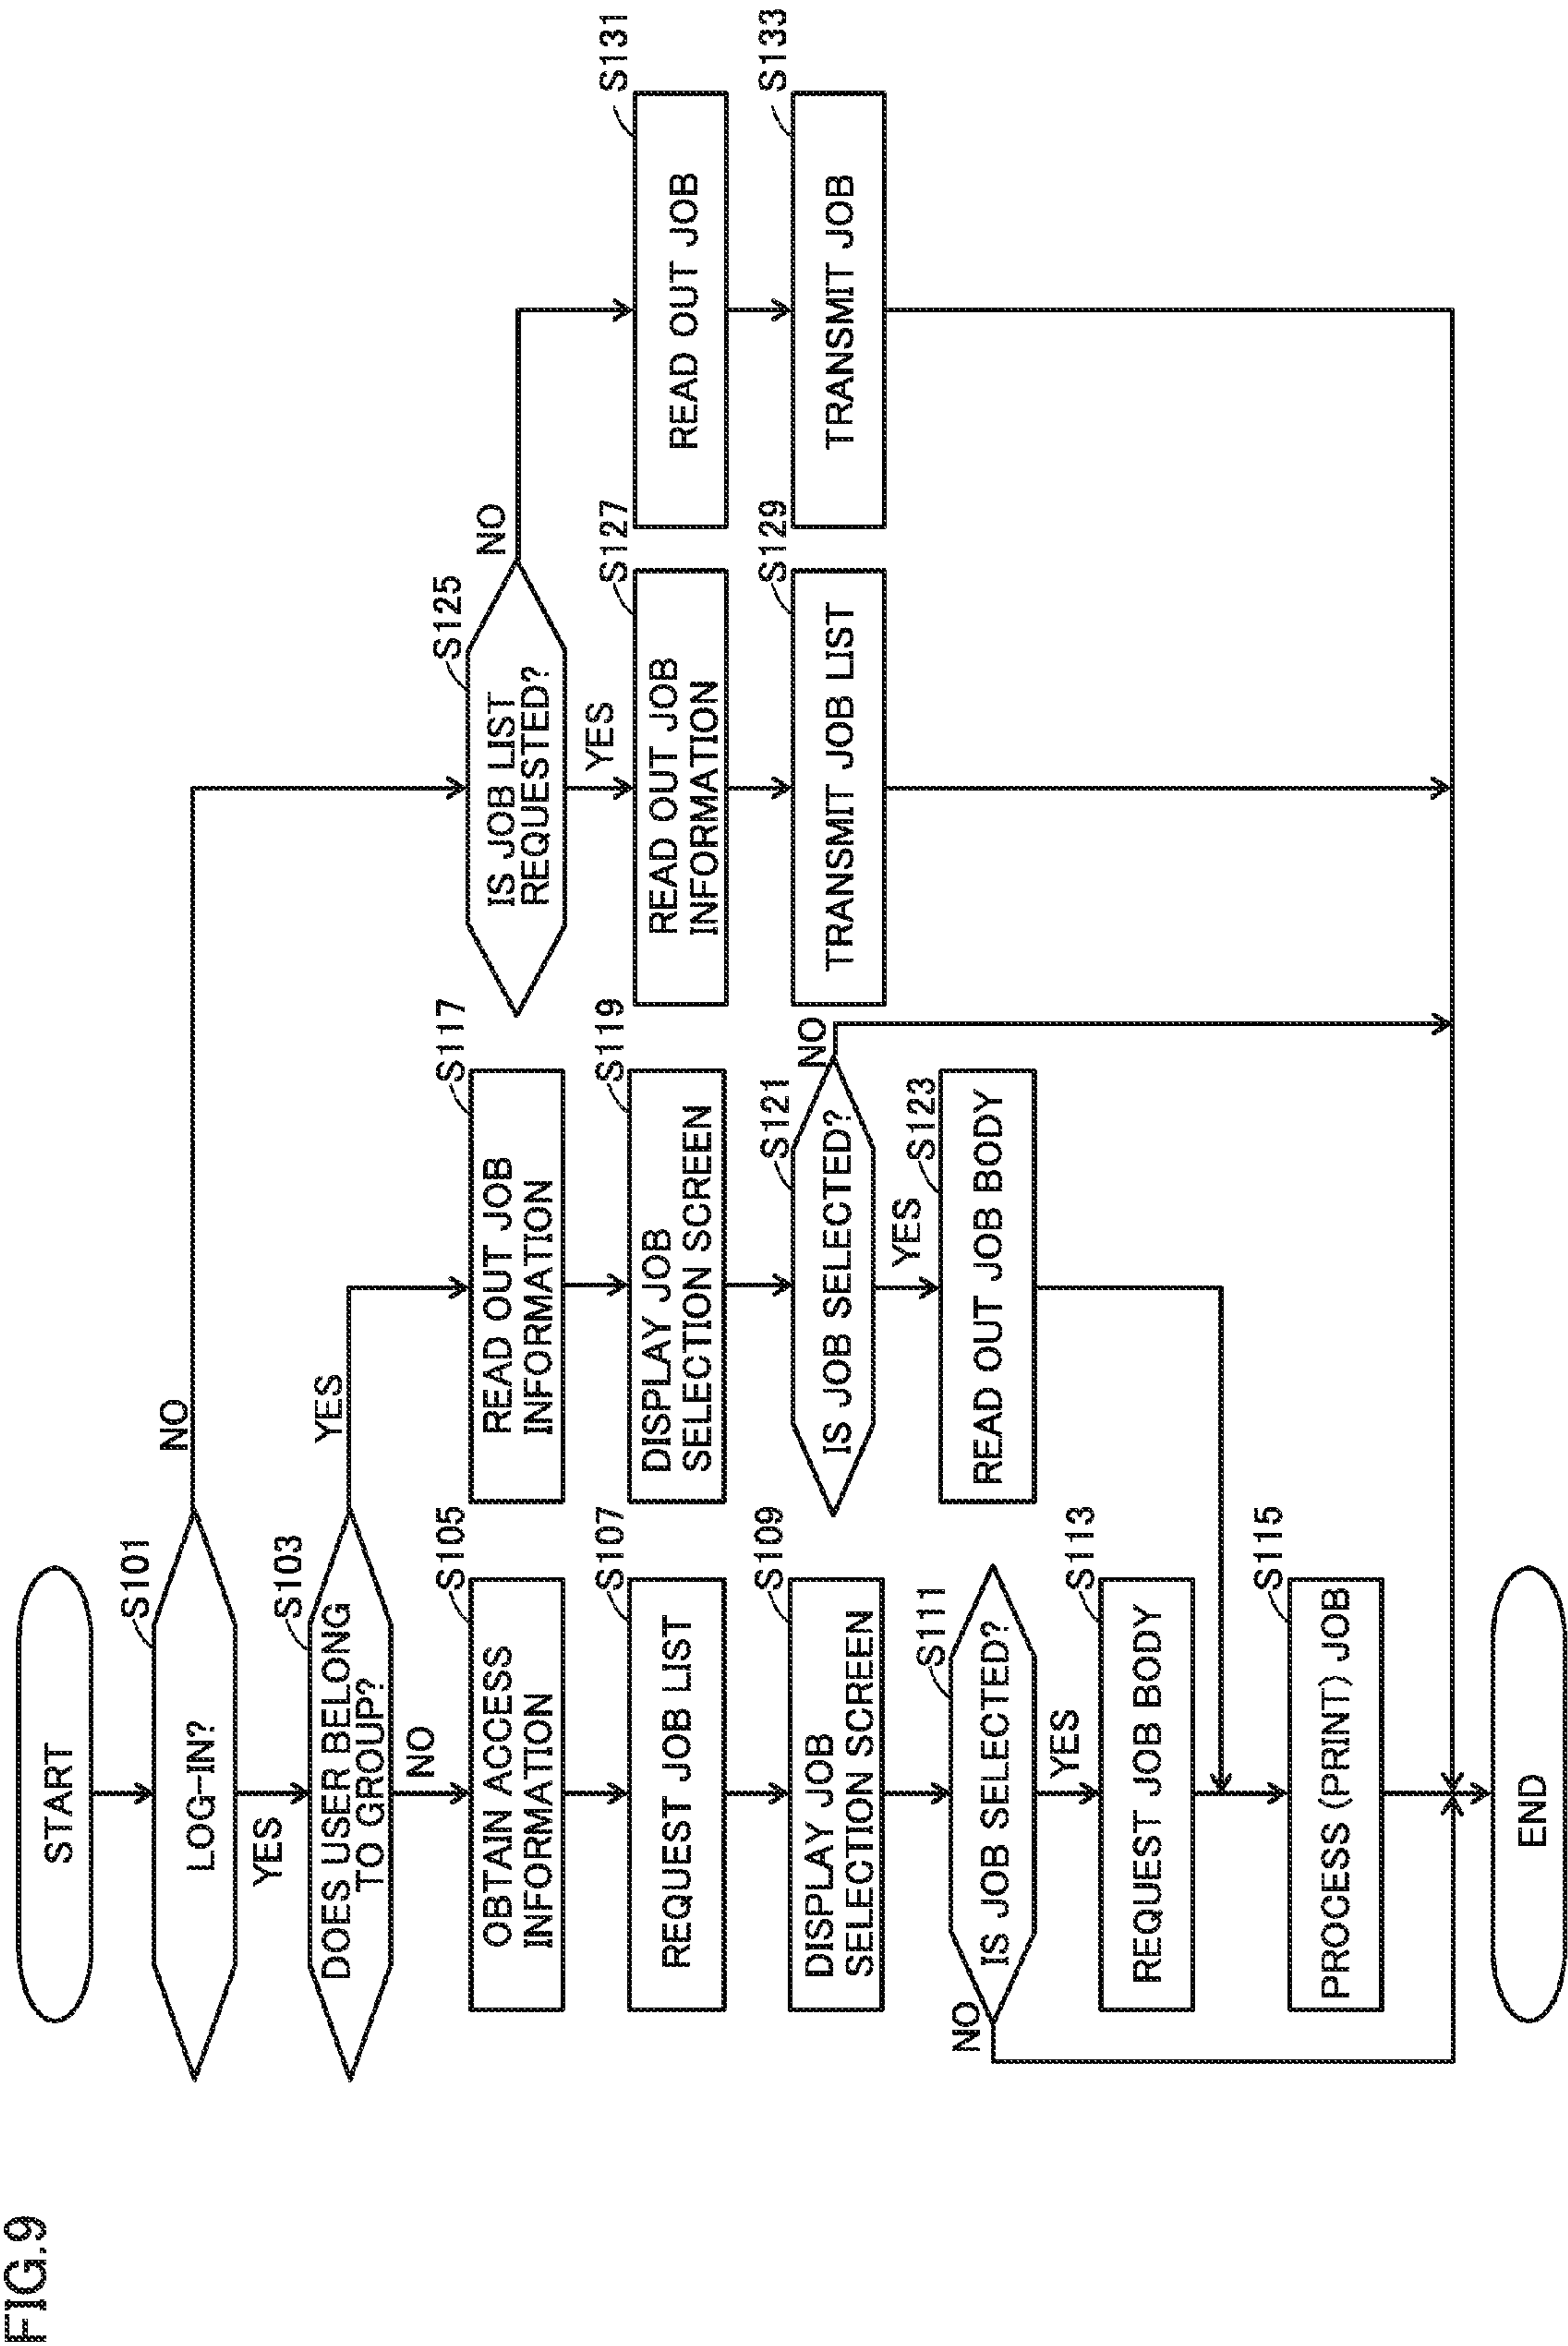 FIG.9
START
S101
LOG-IN?
NO
YES
S103
DOES USER BELONG
TO GROUP?
YES
NO
S105
OBTAIN ACCESS
INFORMATION
S107
REQUEST JOB LIST
S109
DISPLAY JOB
SELECTION SCREEN
S111
IS JOB SELECTED?
NO
YES
S113
REQUEST JOB BODY
S115
PROCESS (PRINT) JOB
END
S117
READ OUT JOB
INFORMATION
S119
DISPLAY JOB
SELECTION SCREEN
S121
IS JOB SELECTED?
NO
YES
S123
READ OUT JOB BODY
S125
IS JOB LIST
REQUESTED?
NO
YES
S127
READ OUT JOB
INFORMATION
S129
TRANSMIT JOB LIST
S131
READ OUT JOB
S133
TRANSMIT JOB